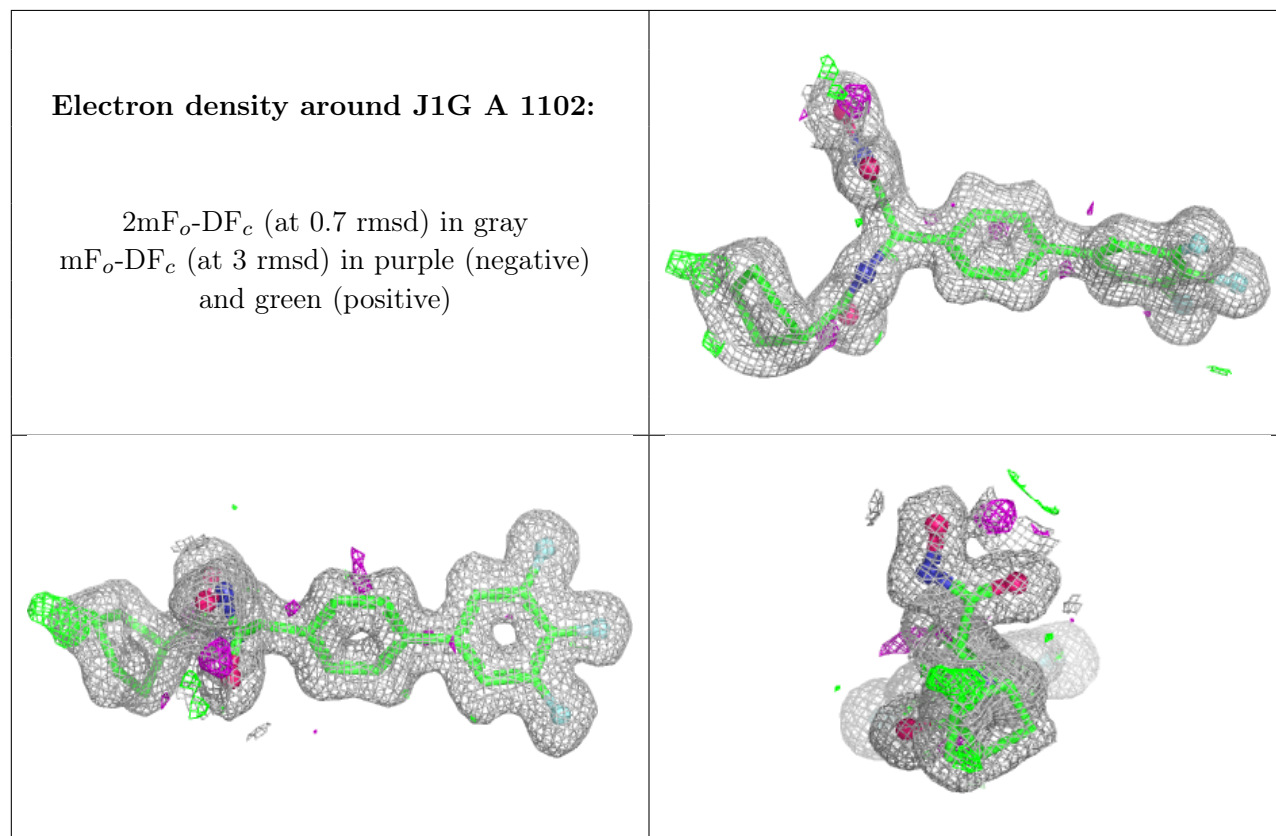 Electron density around J1G A 1102:
2mFo-DFc (at 0.7 rmsd) in gray
mFo-DFc (at 3 rmsd) in purple (negative)
and green (positive)